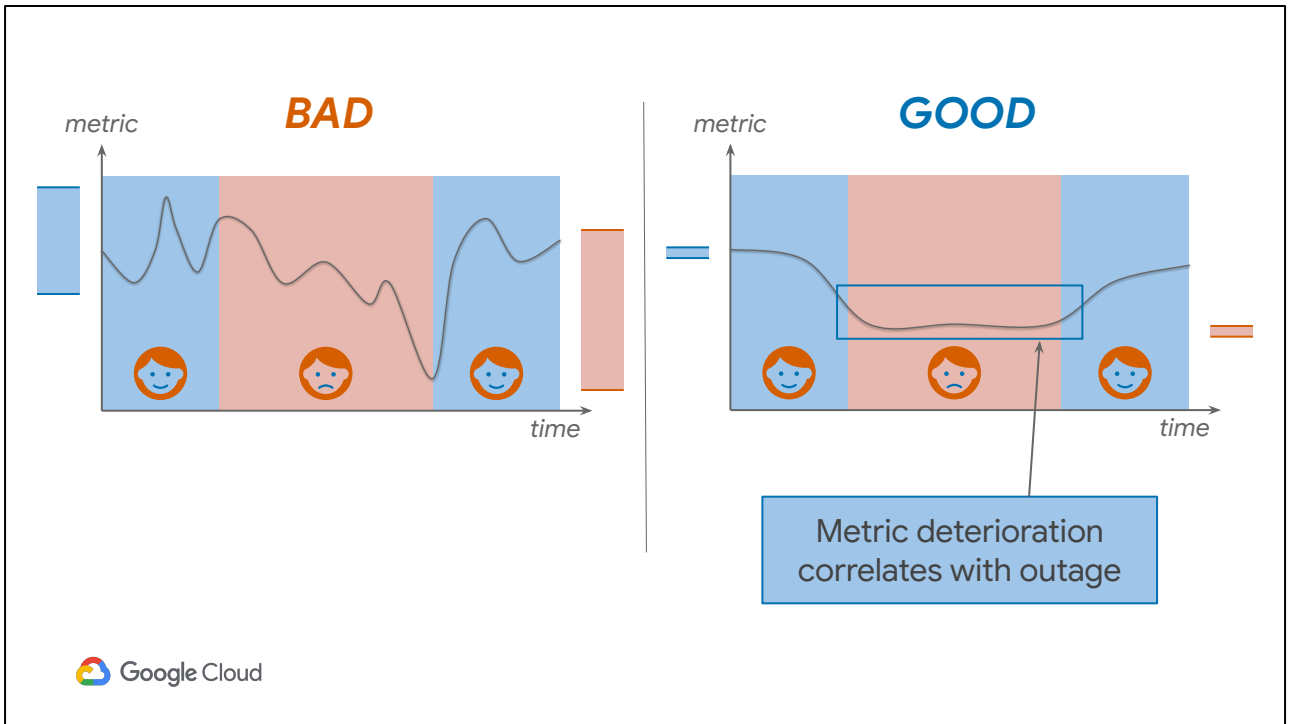 BAD
metric
time
GOOD
metric
time
Metric deterioration
correlates with outage
Google Cloud